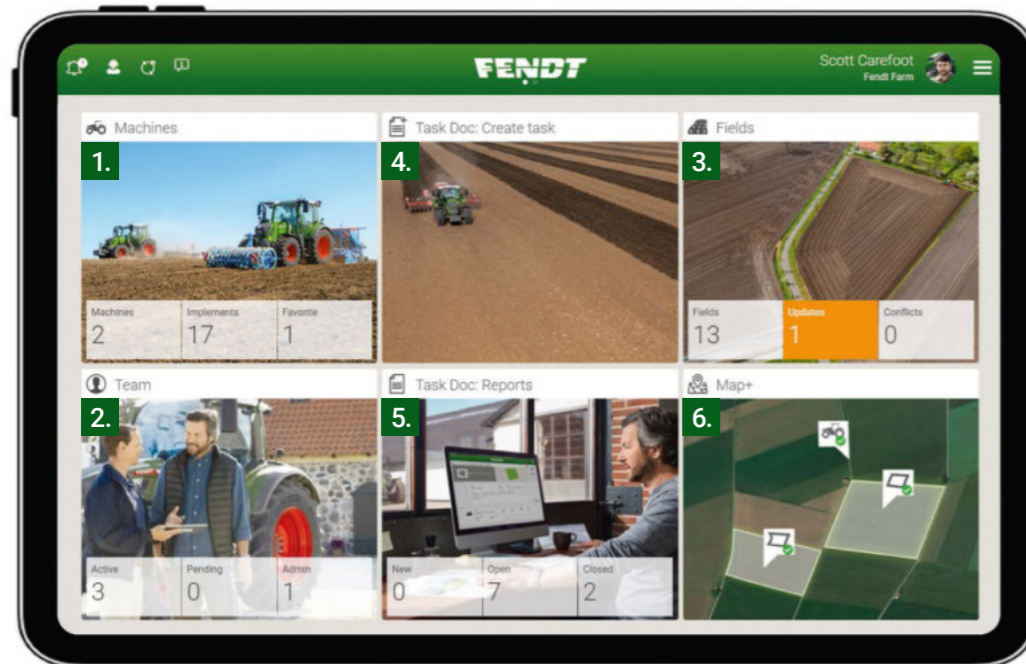 FENDT
Scott Carefoot
Fendt Farm
Machines
1.
Machines
2
Implements
17
Favorite
1
Task Doc: Create task
4.
Fields
3.
Fields
13
Updates
1
Conflicts
0
Team
2.
Active
3
Pending
0
Admin
1
Task Doc: Reports
5.
New
0
Open
7
Closed
2
Map+
6.